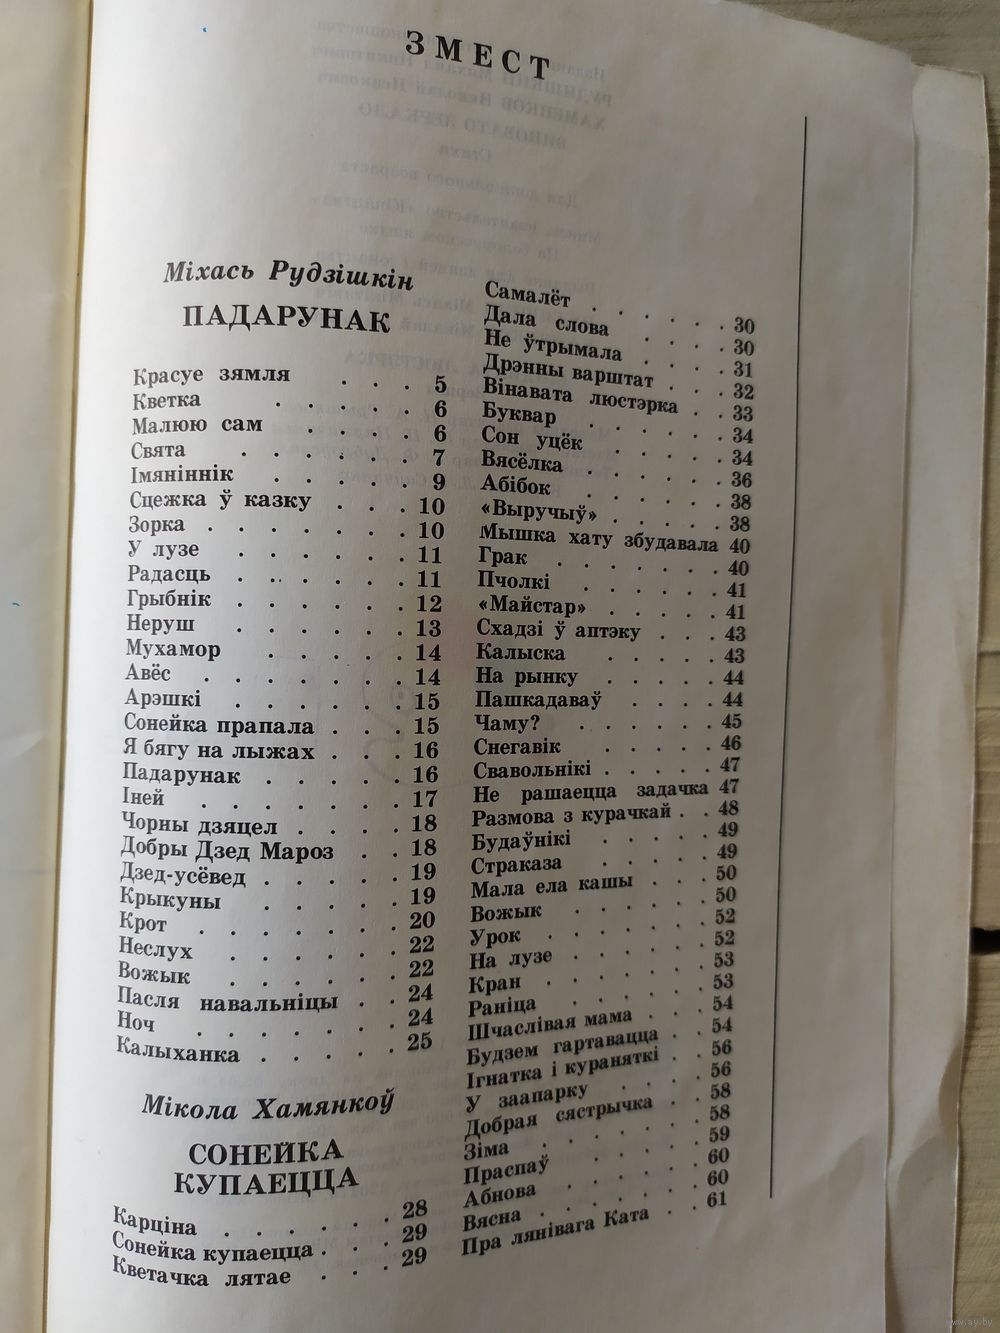 ЗМЕСТ
Міхась Рудзішкін
ПАДАРУНАК
Красуе зямля . . . 5
Кветка . . . . . 6
Малюю сам . . . . 6
Свята . . . . . . 7
Імяніннік . . . . . 9
Сцежка ў казку . . . 10
Зорка . . . . . . . 10
У лузе . . . . . . 11
Радасць . . . . . . 11
Грыбнік . . . . . . 12
Неруш . . . . . . 13
Мухамор . . . . . 14
Авёс . . . . . . . 14
Арэшкі . . . . . . 15
Сонейка прапала . . . 15
Я бягу на лыжах . . . 16
Падарунак . . . . . 16
Іней . . . . . . . 17
Чорны дзяцел . . . . 18
Добры Дзед Мароз . . 18
Дзед-усёвед . . . . . 19
Крыкуны . . . . . 19
Крот . . . . . . . 20
Неслух . . . . . . 22
Вожык . . . . . . 22
Пасля навальніцы . . 24
Ноч . . . . . . . 24
Калыханка . . . . . 25
Мікола Хамянкоў
СОНЕЙКА
КУПАЕЦЦА
Карціна . . . . . . 28
Сонейка купаецца . . . 29
Кветачка лятае . . . 29
Самалёт . . . . . . 30
Дала слова . . . . 30
Не ўтрымала . . . . 31
Дрэнны варштат . . . 32
Вінавата люстэрка . . 33
Буквар . . . . . . 34
Сон уцёк . . . . . 34
Вясёлка . . . . . . 36
Абібок . . . . . . 38
«Выручыў» . . . . . 38
Мышка хату збудавала 40
Грак . . . . . . . 40
Пчолкі . . . . . . 41
«Майстар» . . . . . 41
Схадзі ў аптэку . . . 43
Калыска . . . . . 43
На рынку . . . . . 44
Пашкадаваў . . . . 44
Чаму? . . . . . . 45
Снегавік . . . . . 46
Свавольнікі . . . . . 47
Не рашаецца задачка 47
Размова з курачкай . . 48
Будаўнікі . . . . . 49
Страказа . . . . . 49
Мала ела кашы . . . 50
Вожык . . . . . . 50
Урок . . . . . . . 52
На лузе . . . . . . 52
Кран . . . . . . . 53
Раніца . . . . . . 53
Шчаслівая мама . . . 54
Будзем гартавацца . . 54
Ігнатка і кураняткі . . 56
У заапарку . . . . 56
Добрая сястрычка . . 58
Зіма . . . . . . . 58
Праспаў . . . . . 59
Абнова . . . . . . 60
Вясна . . . . . . . 60
Пра лянівага Ката . . 61
www.ay.by